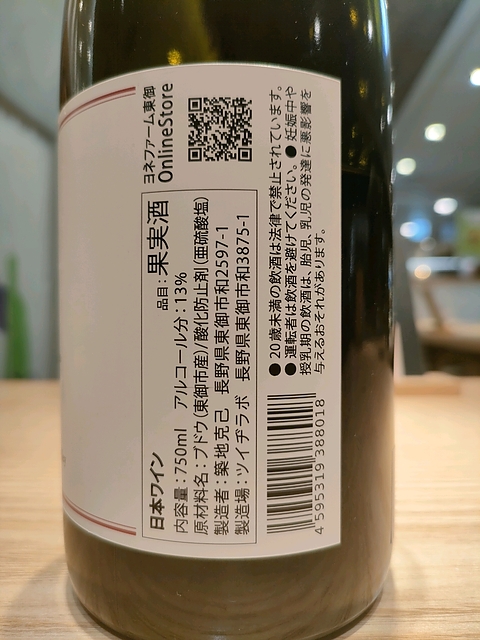 ヨネファーム東御
OnlineStore
日本ワイン
品目：果実酒
内容量：750ml アルコール分：13%
原材料名：ブドウ(東御市産)/酸化防止剤(亜硫酸塩)
製造者：築地克己 長野県東御市和2597-1
製造場：ツイヂラボ 長野県東御市和3875-1
●20歳未満の飲酒は法律で禁止されています。
●運転者は飲酒を避けてください。●妊娠中や
授乳期の飲酒は、胎児、乳児の発達に悪影響を
与えるおそれがあります。
4595319388018